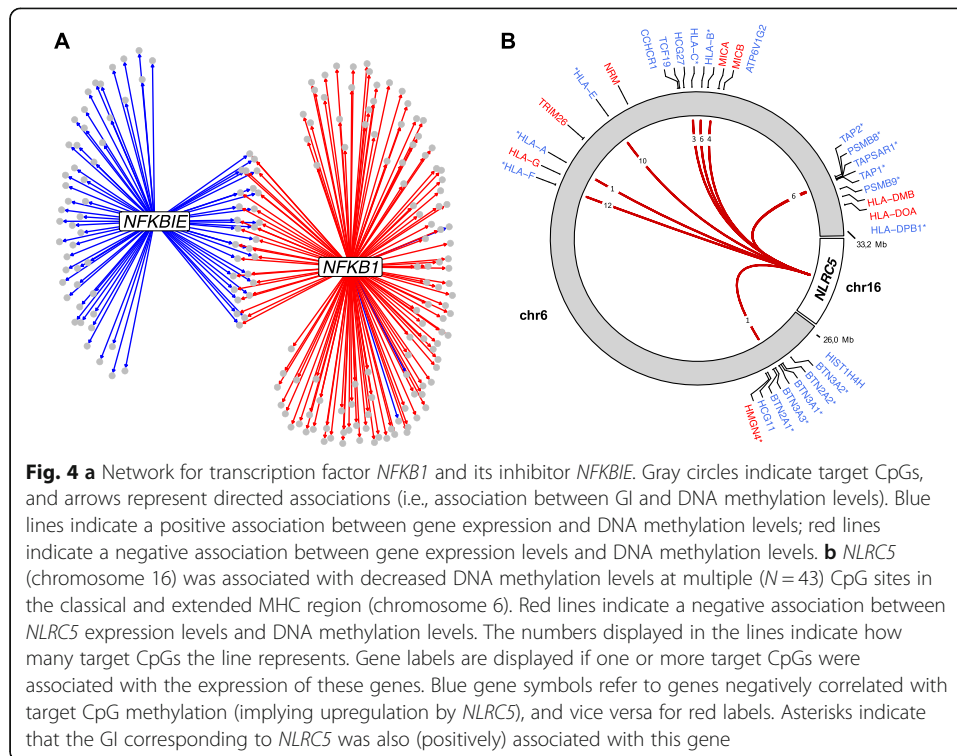 A
NFKBIE
NFKB1
B
CCHCR1
TCF19
HCG27
HLA–C*
HLA–B*
MICA
MICB
ATP6V1G2
NRM
*HLA–E
TRIM26
*HLA–A
HLA–G
*HLA–F
TAP2*
PSMB8*
TAPSAR1*
TAP1*
PSMB9*
HLA–DMB
HLA–DOA
HLA–DPB1*
33,2 Mb
NLRC5
chr16
26,0 Mb
chr6
3
6
4
10
1
12
6
1
HIST1H4H
BTN3A2*
BTN2A2*
BTN3A1*
BTN3A3*
BTN2A1*
HCG11
HMGN4*
Fig. 4 a Network for transcription factor NFKB1 and its inhibitor NFKBIE. Gray circles indicate target CpGs,
and arrows represent directed associations (i.e., association between GI and DNA methylation levels). Blue
lines indicate a positive association between gene expression and DNA methylation levels; red lines
indicate a negative association between gene expression levels and DNA methylation levels. b NLRC5
(chromosome 16) was associated with decreased DNA methylation levels at multiple (N = 43) CpG sites in
the classical and extended MHC region (chromosome 6). Red lines indicate a negative association between
NLRC5 expression levels and DNA methylation levels. The numbers displayed in the lines indicate how
many target CpGs the line represents. Gene labels are displayed if one or more target CpGs were
associated with the expression of these genes. Blue gene symbols refer to genes negatively correlated with
target CpG methylation (implying upregulation by NLRC5), and vice versa for red labels. Asterisks indicate
that the GI corresponding to NLRC5 was also (positively) associated with this gene